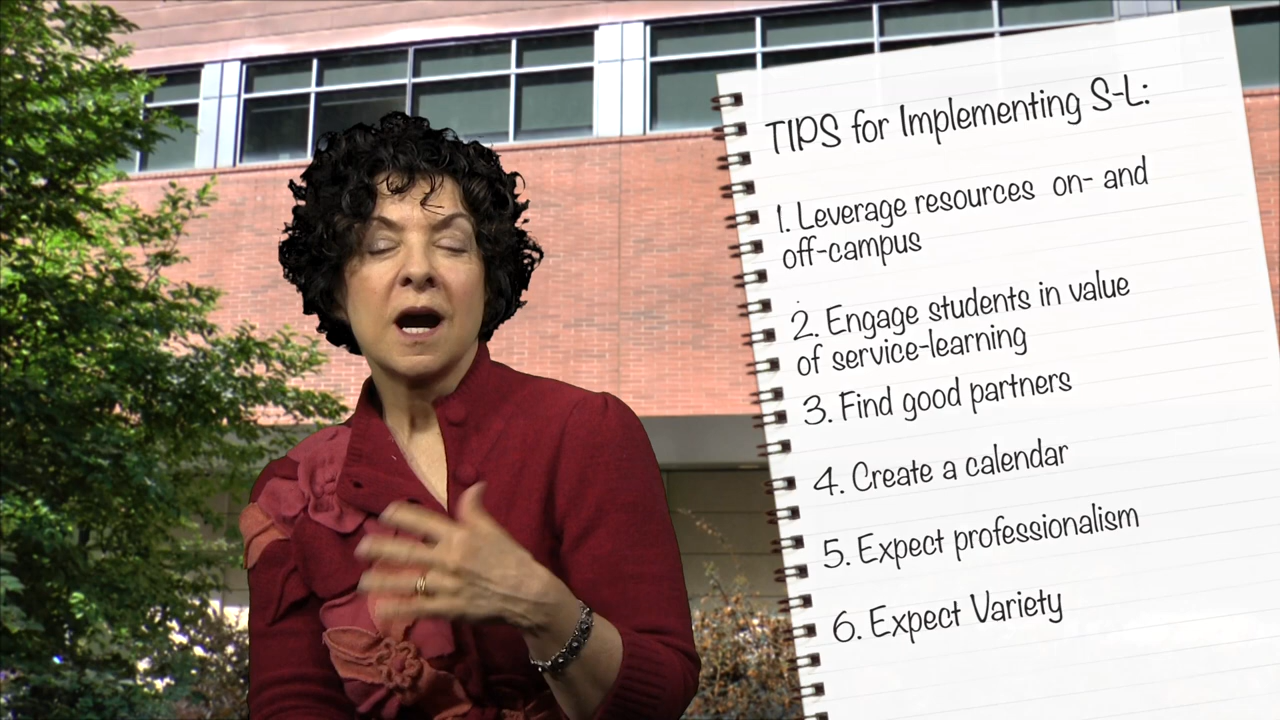 TIPS for Implementing S-L:
1. Leverage resources on- and
off-campus
2. Engage students in value
of service-learning
3. Find good partners
4. Create a calendar
5. Expect professionalism
6. Expect Variety